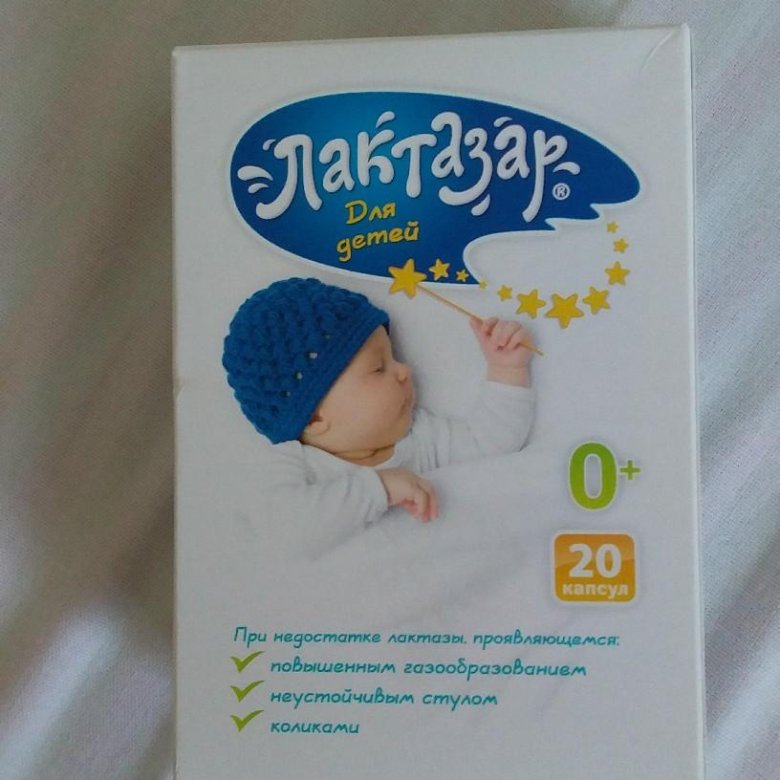 Лактазар®
Для
детей
0+
20
капсул
При недостатке лактазы, проявляющемся:
повышенным газообразованием
неустойчивым стулом
коликами